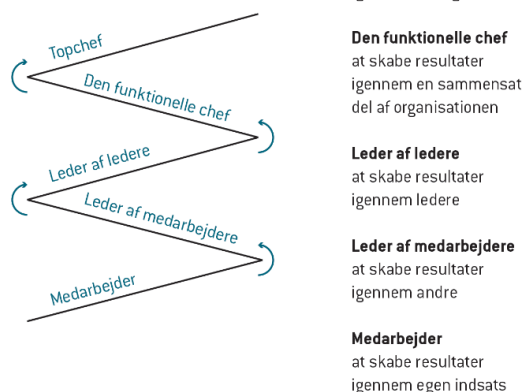 Topchef
Den funktionelle chef
Leder af ledere
Leder af medarbejdere
Medarbejder
Den funktionelle chef
at skabe resultater
igennem en sammensat
del af organisationen
Leder af ledere
at skabe resultater
igennem ledere
Leder af medarbejdere
at skabe resultater
igennem andre
Medarbejder
at skabe resultater
igennem egen indsats